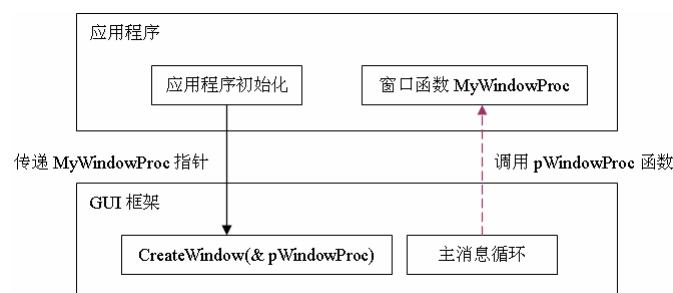 应用程序
应用程序初始化
窗口函数 MyWindowProc
传递 MyWindowProc 指针
调用 pWindowProc 函数
GUI 框架
CreateWindow(& pWindowProc)
主消息循环